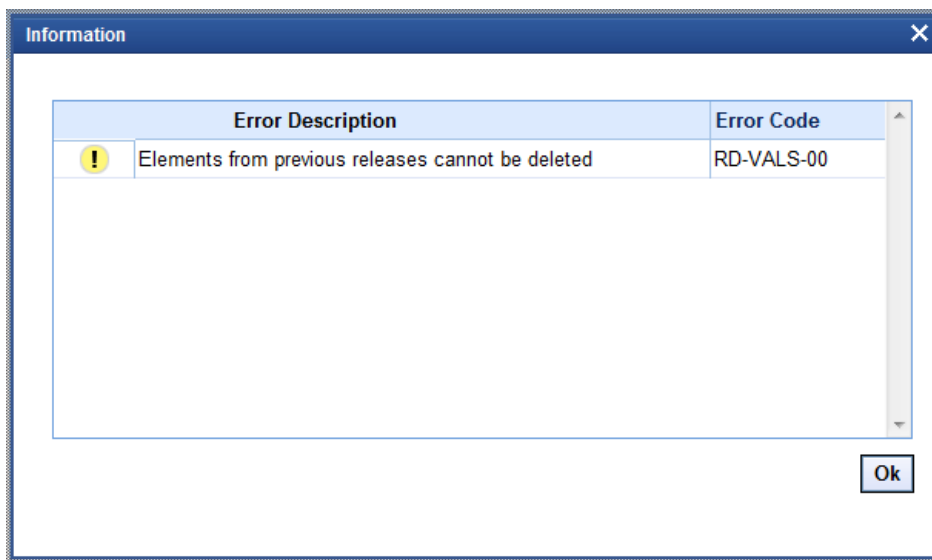 Information
Error Description Error Code
! Elements from previous releases cannot be deleted RD-VALS-00
Ok